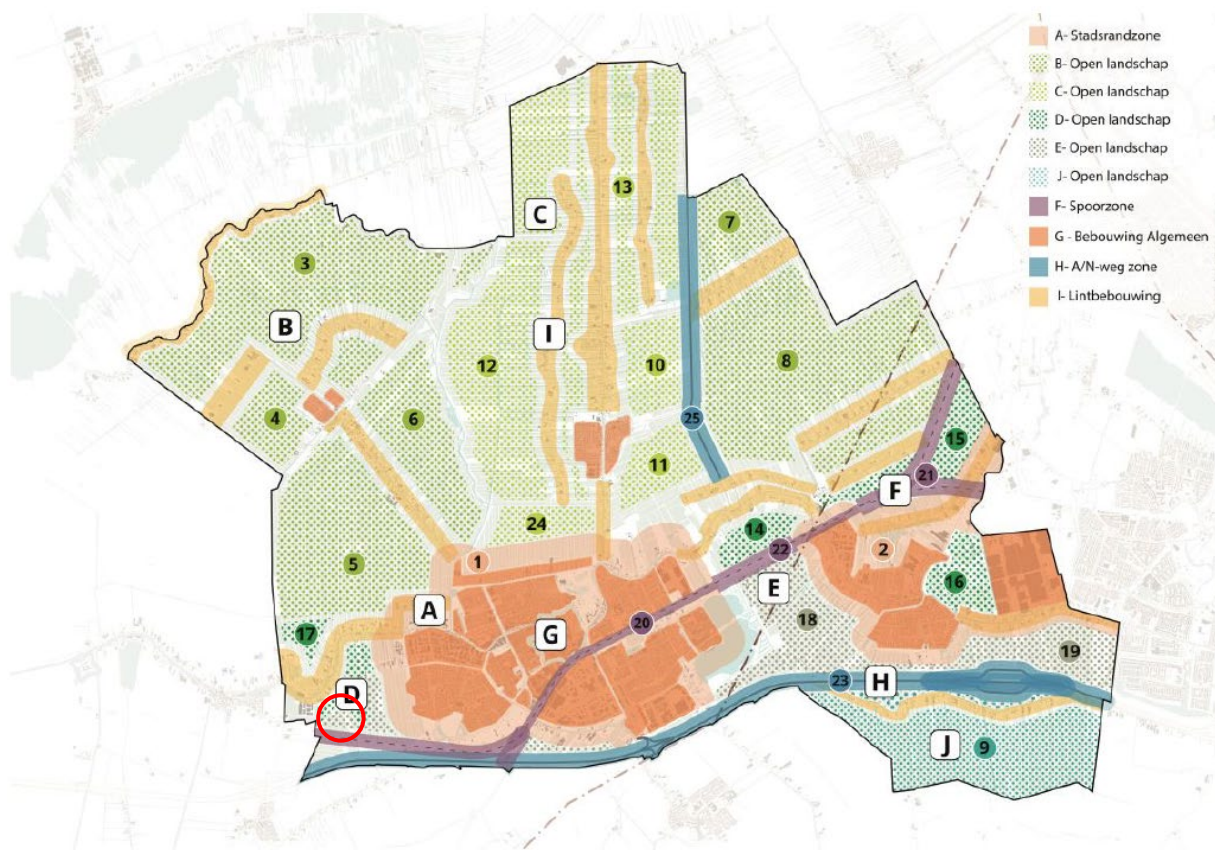 A- Stadsrandzone
B- Open landschap
C- Open landschap
D- Open landschap
E- Open landschap
J- Open landschap
F- Spoorzone
G - Bebouwing Algemeen
H- A/N-weg zone
I- Lintbebouwing
13
C
7
3
B
I
12
10
8
4
6
25
11
15
21
F
24
14
1
22
2
5
E
16
A
18
17
G
20
19
D
23
H
J
9